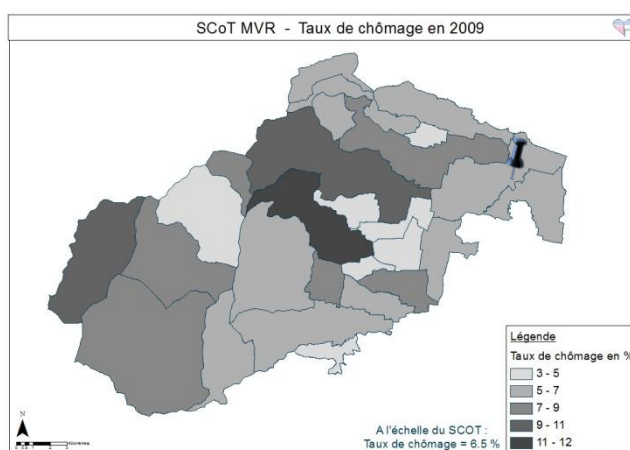 SCoT MVR - Taux de chômage en 2009
N
Légende
Taux de chômage en %
3 - 5
5 - 7
7 - 9
9 - 11
11 - 12
A l'échelle du SCOT :
Taux de chômage = 6.5 %